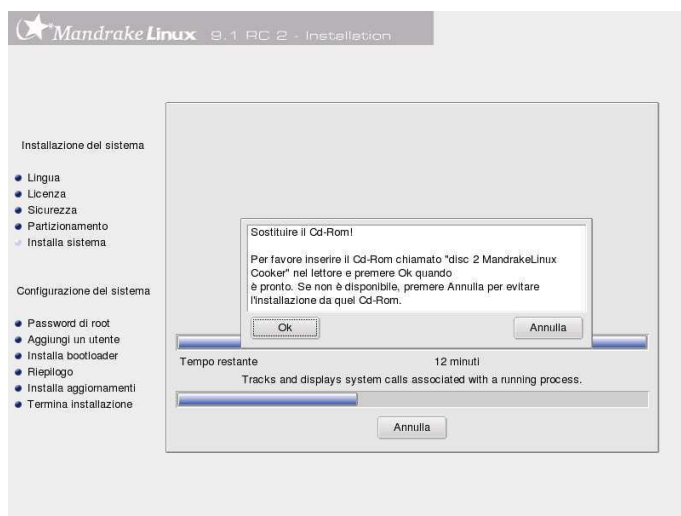 Mandrake Linux 9.1 RC 2 - Installation
Installazione del sistema
Lingua
Licenza
Sicurezza
Partizionamento
Installa sistema
Configurazione del sistema
Password di root
Aggiungi un utente
Installa bootloader
Riepilogo
Installa aggiornamenti
Termina installazione
Sostituire il Cd-Rom!
Per favore inserire il Cd-Rom chiamato "disc 2 MandrakeLinux
Cooker" nel lettore e premere Ok quando
è pronto. Se non è disponibile, premere Annulla per evitare
l'installazione da quel Cd-Rom.
Ok
Annulla
Tempo restante 12 minuti
Tracks and displays system calls associated with a running process.
Annulla